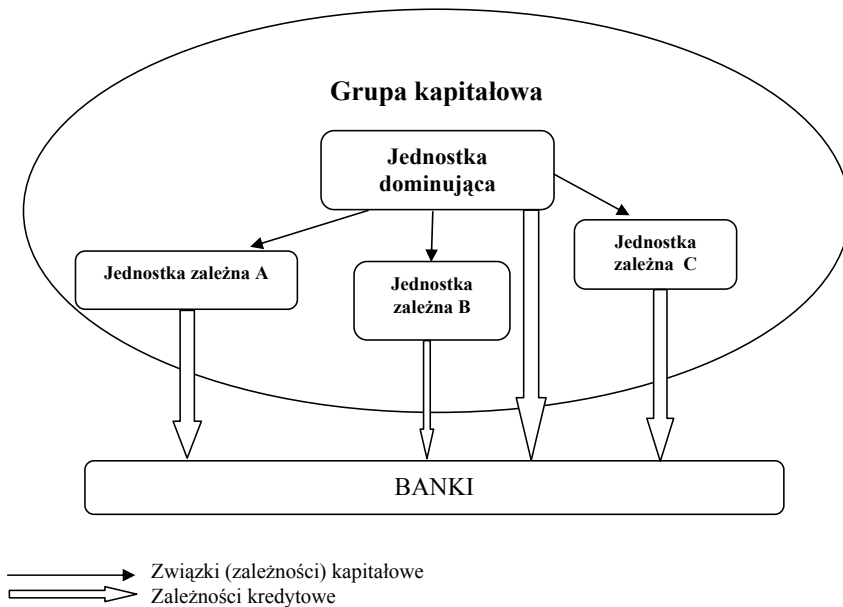 Grupa kapitałowa
Jednostka
dominująca
Jednostka zależna A
Jednostka
zależna B
Jednostka
zależna C
BANKI
Związki (zależności) kapitałowe
Zależności kredytowe